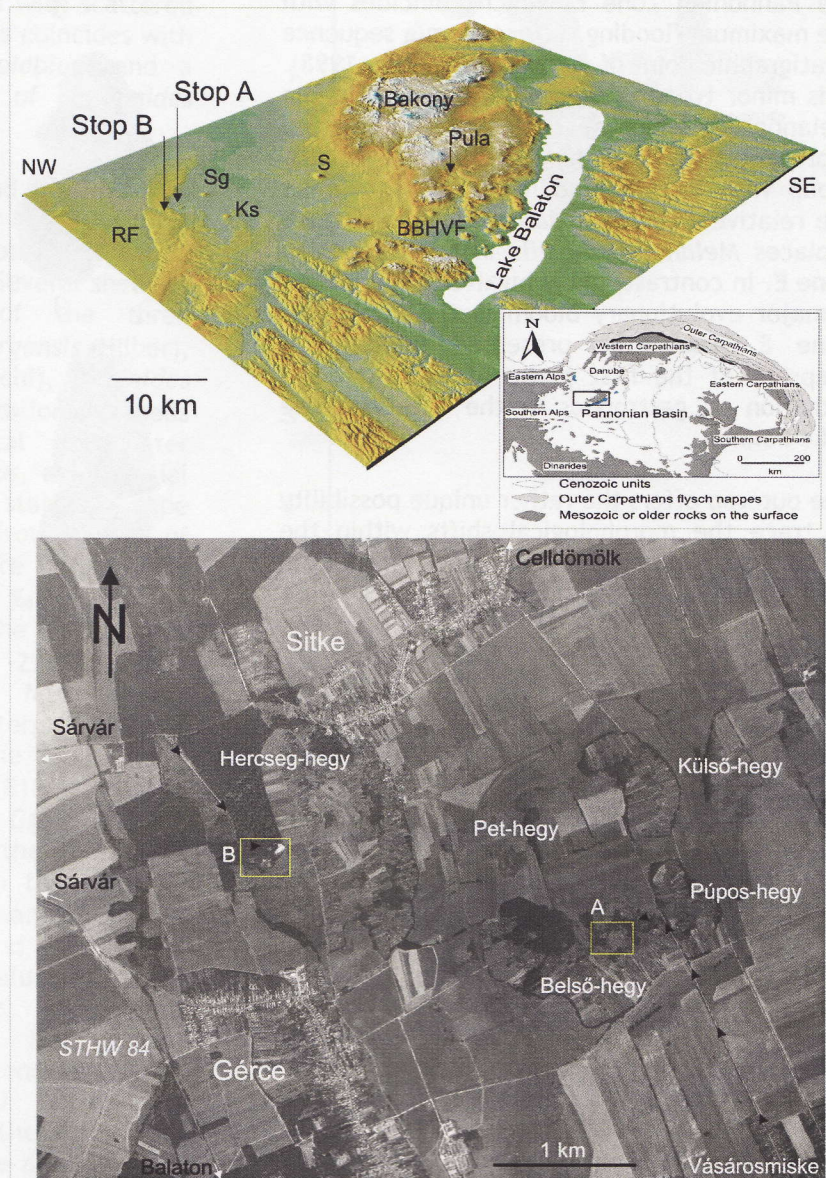 Stop A
Stop B
NW
Bakony
Pula
S
Sg
Ks
RF
BBHVF
Lake Balaton
SE
10 km
N
Outer Carpathians
Western Carpathians
Eastern Alps
Danube
Eastern Carpathians
Southern Alps
Pannonian Basin
Southern Carpathians
Dinarides
0 200
km
Cenozoic units
Outer Carpathians flysch nappes
Mesozoic or older rocks on the surface
N
Celldömölk
Sitke
Sárvár
Hercseg-hegy
Külső-hegy
Pet-hegy
B
Sárvár
Púpos-hegy
A
Belső-hegy
STHW 84
Gérce
1 km
Balaton
Vásárosmiske